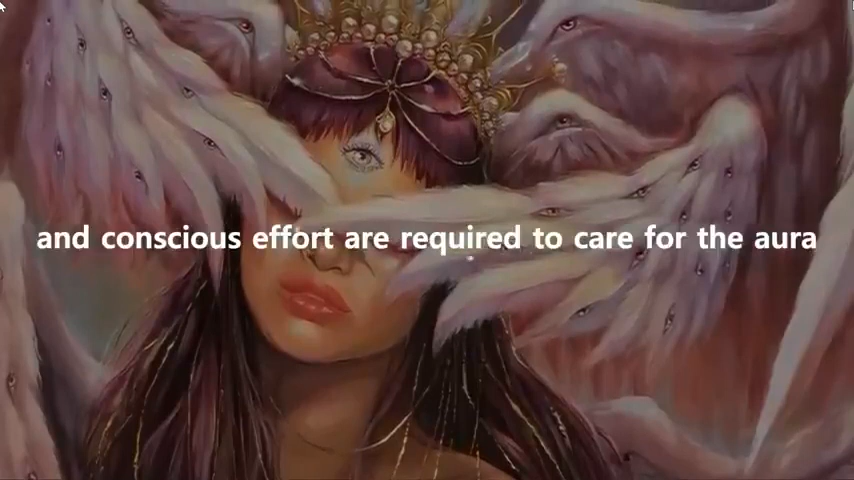 and conscious effort are required to care for the aura